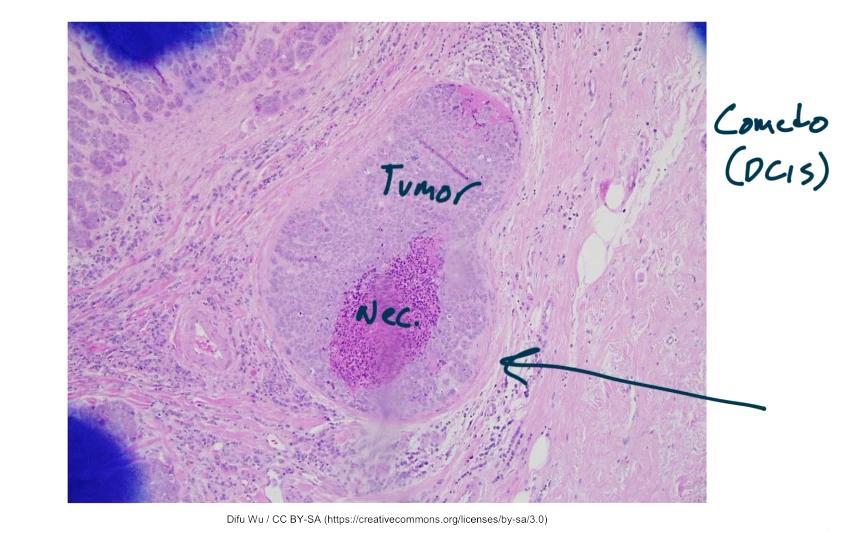 Comedo
(DCIS)
Tumor
Nec.
Difu Wu / CC BY-SA (https://creativecommons.org/licenses/by-sa/3.0)